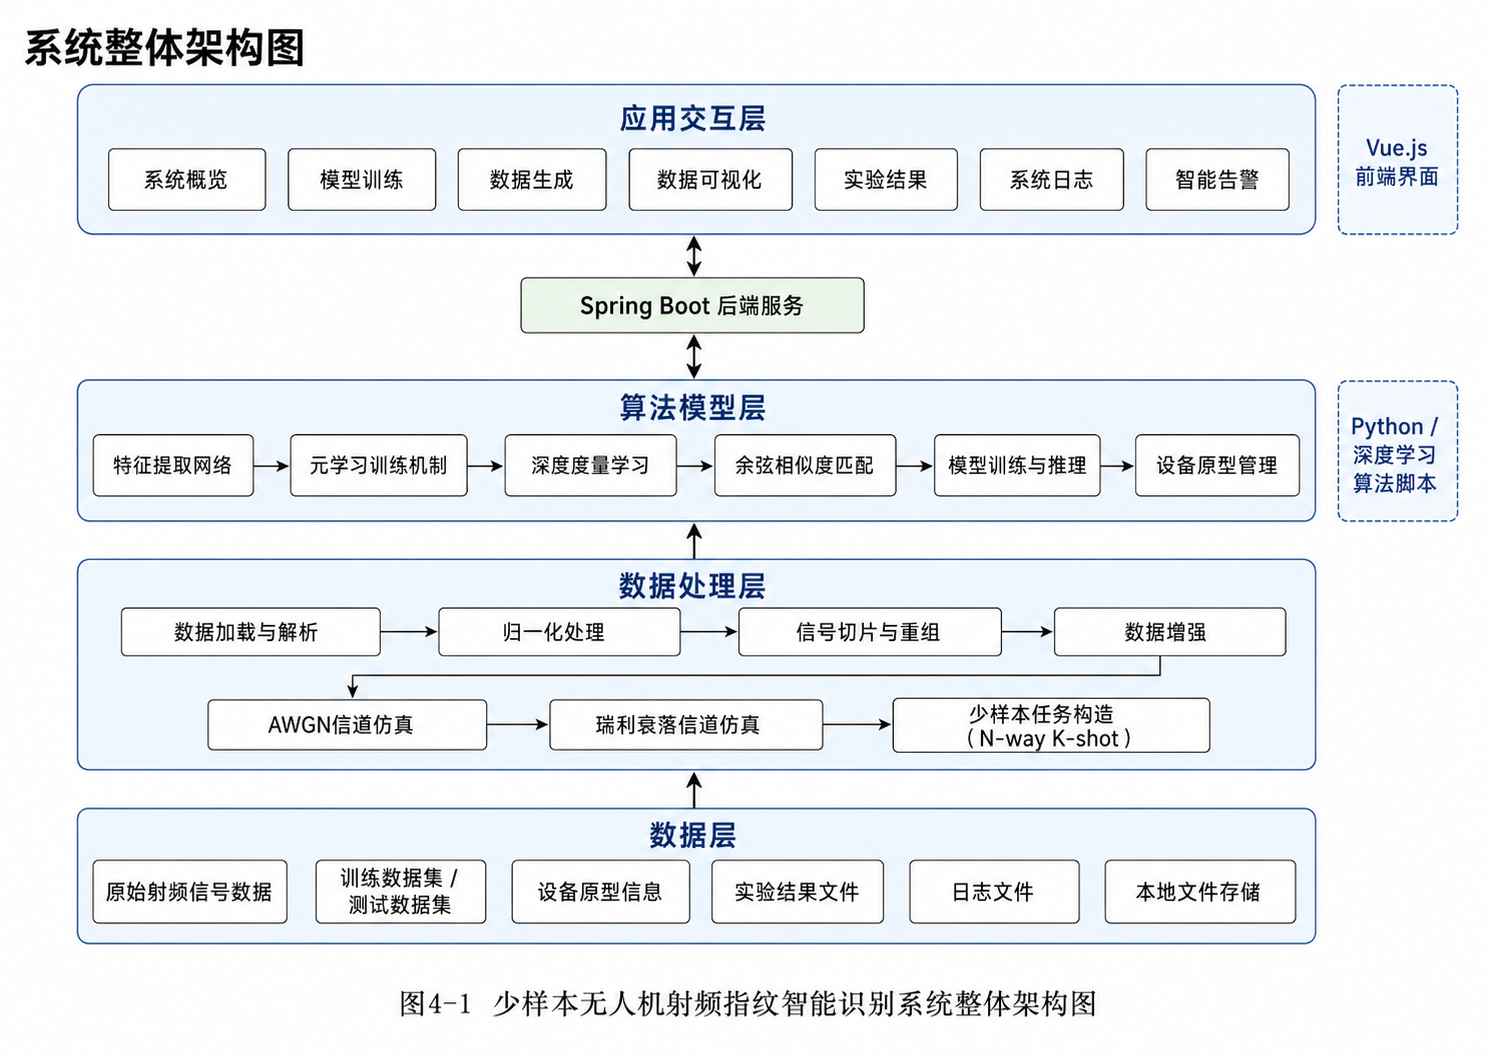 系统整体架构图
应用交互层
系统概览
模型训练
数据生成
数据可视化
实验结果
系统日志
智能告警
Vue.js
前端界面
Spring Boot 后端服务
算法模型层
特征提取网络
元学习训练机制
深度度量学习
余弦相似度匹配
模型训练与推理
设备原型管理
Python /
深度学习
算法脚本
数据处理层
数据加载与解析
归一化处理
信号切片与重组
数据增强
AWGN信道仿真
瑞利衰落信道仿真
少样本任务构造
（N-way K-shot）
数据层
原始射频信号数据
训练数据集 /
测试数据集
设备原型信息
实验结果文件
日志文件
本地文件存储
图4-1 少样本无人机射频指纹智能识别系统整体架构图